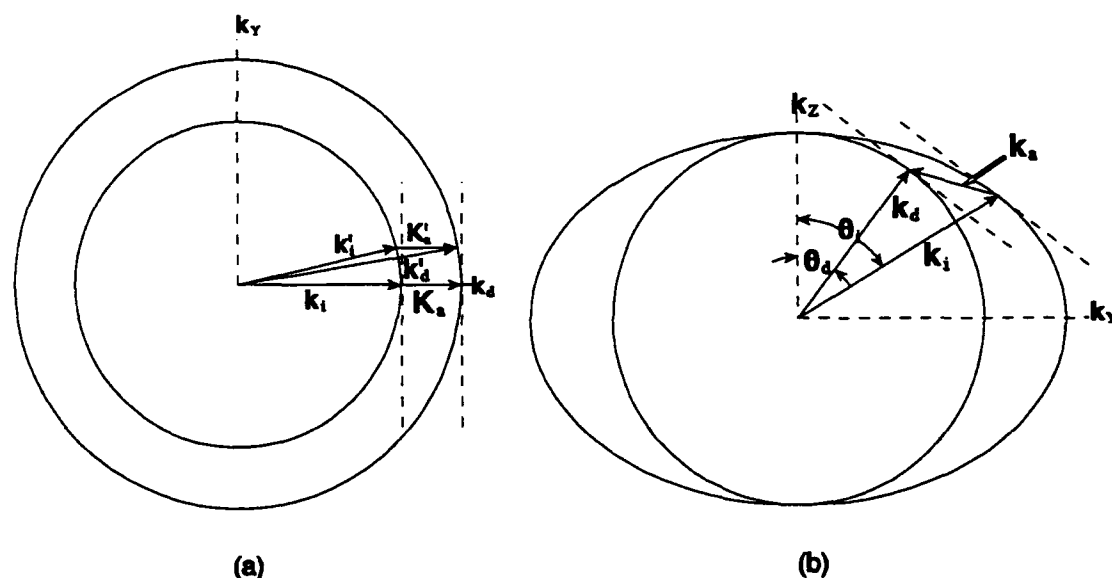 k_Y
k'_i
K'_a
k'_d
k_i
K_a
k_d
(a)
k_Z
k_a
k_d
θ_i
k_i
θ_d
k_Y
(b)